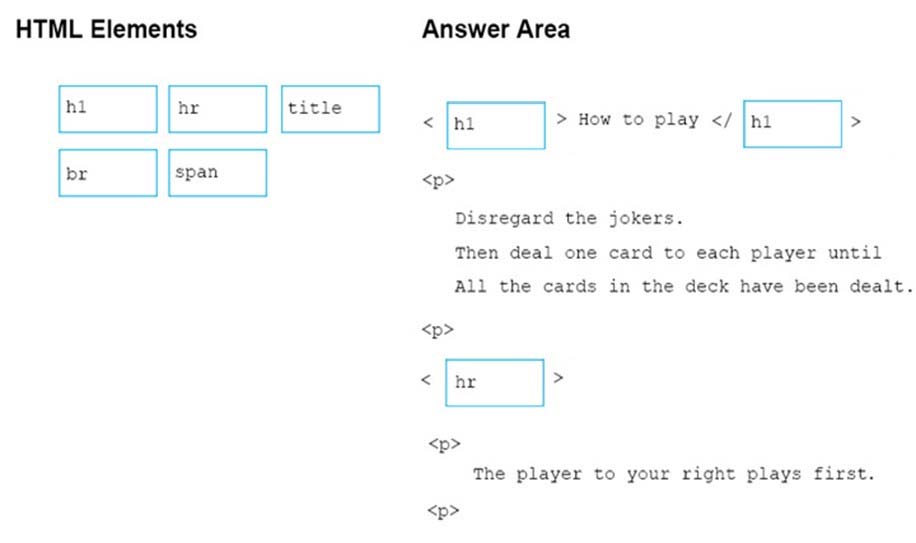 HTML Elements
h1 hr title
br span
Answer Area
< h1 > How to play </ h1 >
<p>
Disregard the jokers.
Then deal one card to each player until
All the cards in the deck have been dealt.
<p>
< hr >
<p>
The player to your right plays first.
<p>